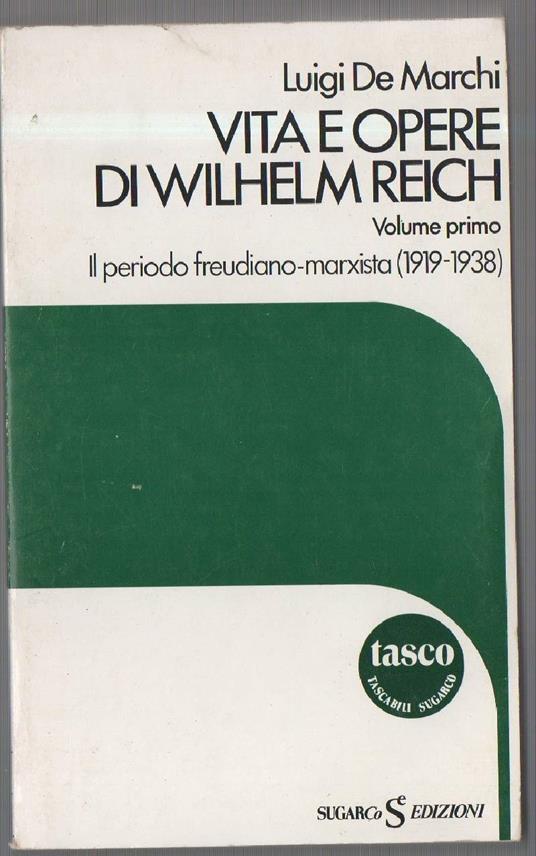 Luigi De Marchi
VITA E OPERE
DI WILHELM REICH
Volume primo
Il periodo freudiano-marxista (1919-1938)
tasco
TASCABILI SUGARCO
SUGARCo Se EDIZIONI